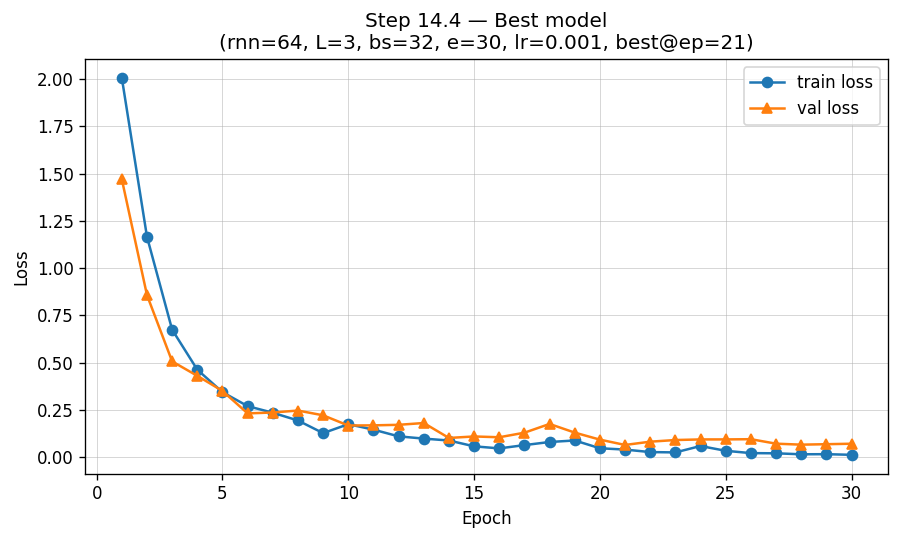 Step 14.4 — Best model
(rnn=64, L=3, bs=32, e=30, lr=0.001, best@ep=21)
train loss
val loss
2.00
1.75
1.50
1.25
1.00
0.75
0.50
0.25
0.00
Loss
0 5 10 15 20 25 30
Epoch